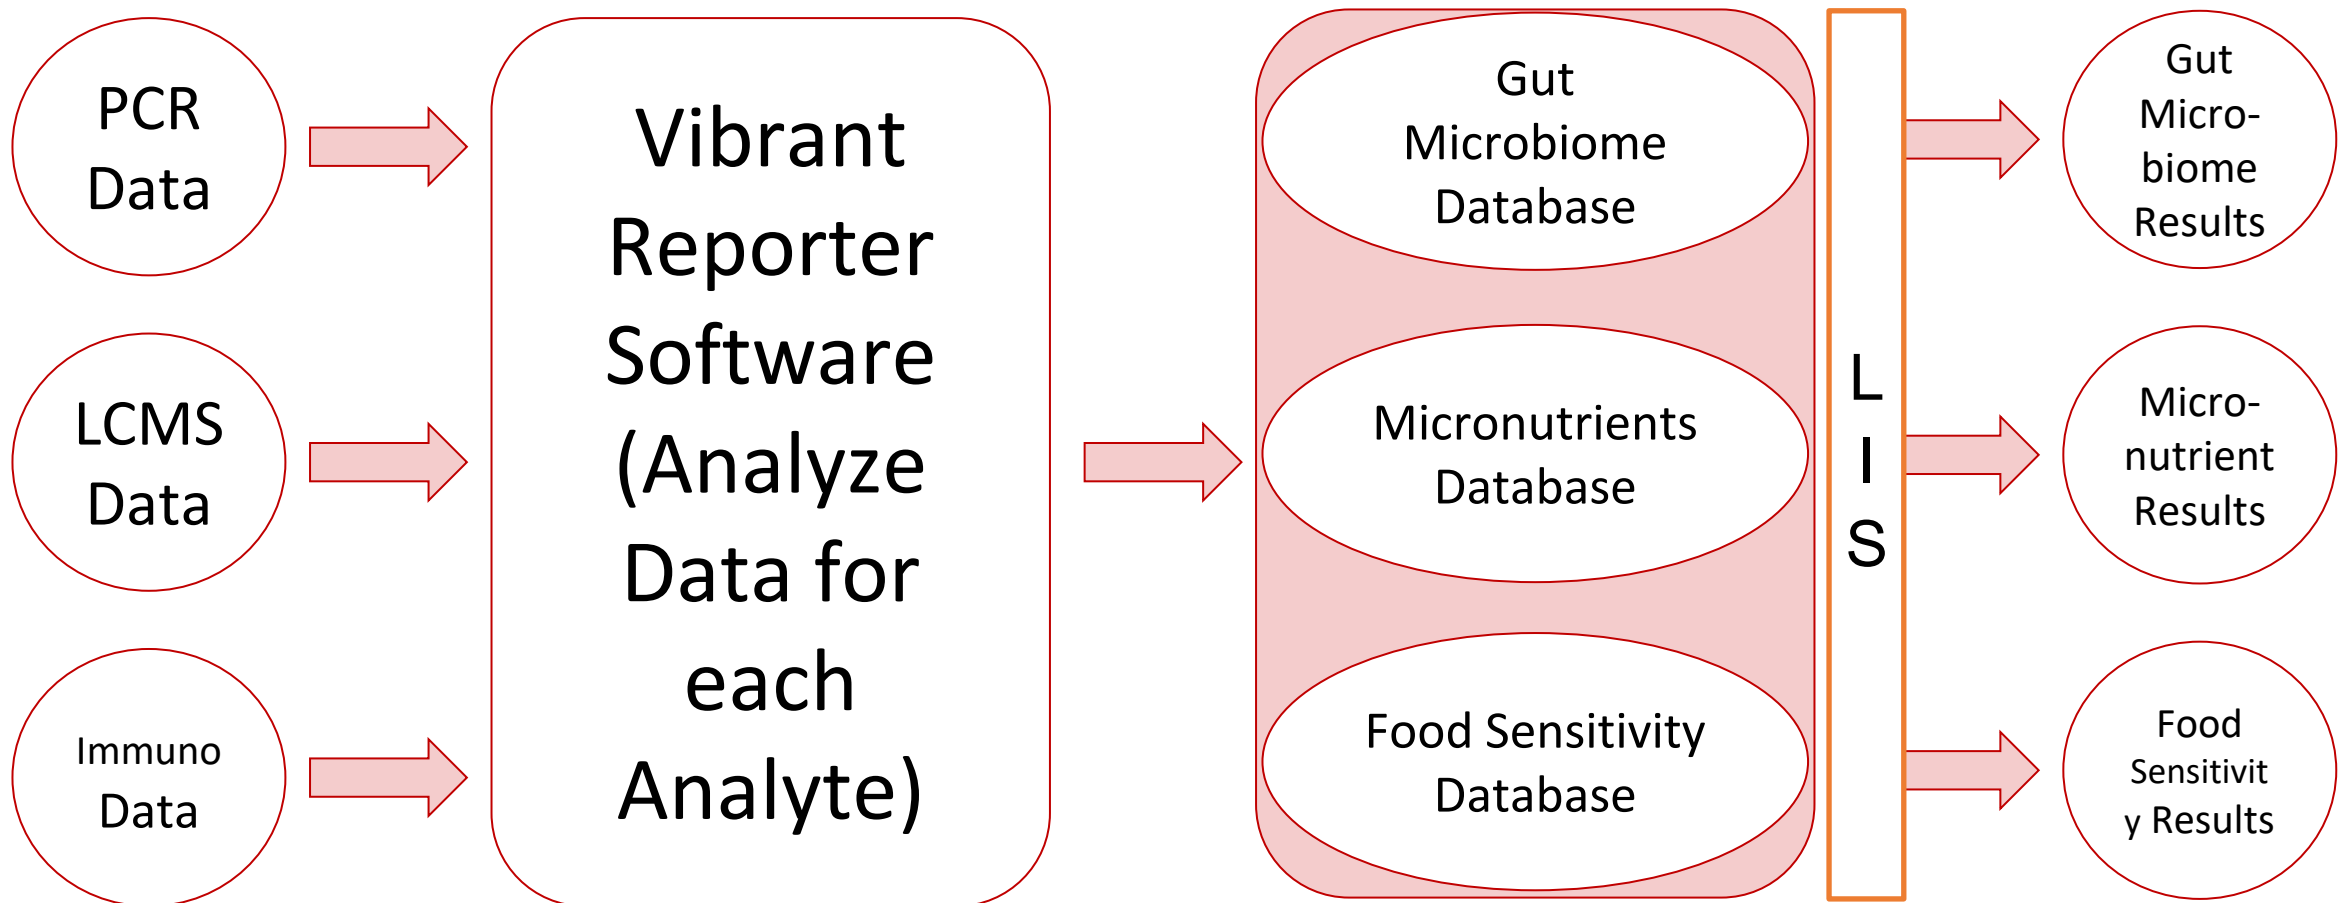 PCR
Data
LCMS
Data
Immuno
Data
Vibrant
Reporter
Software
(Analyze
Data for
each
Analyte)
Gut
Microbiome
Database
Micronutrients
Database
Food Sensitivity
Database
L
I
S
Gut
Micro-
biome
Results
Micro-
nutrient
Results
Food
Sensitivit
y Results